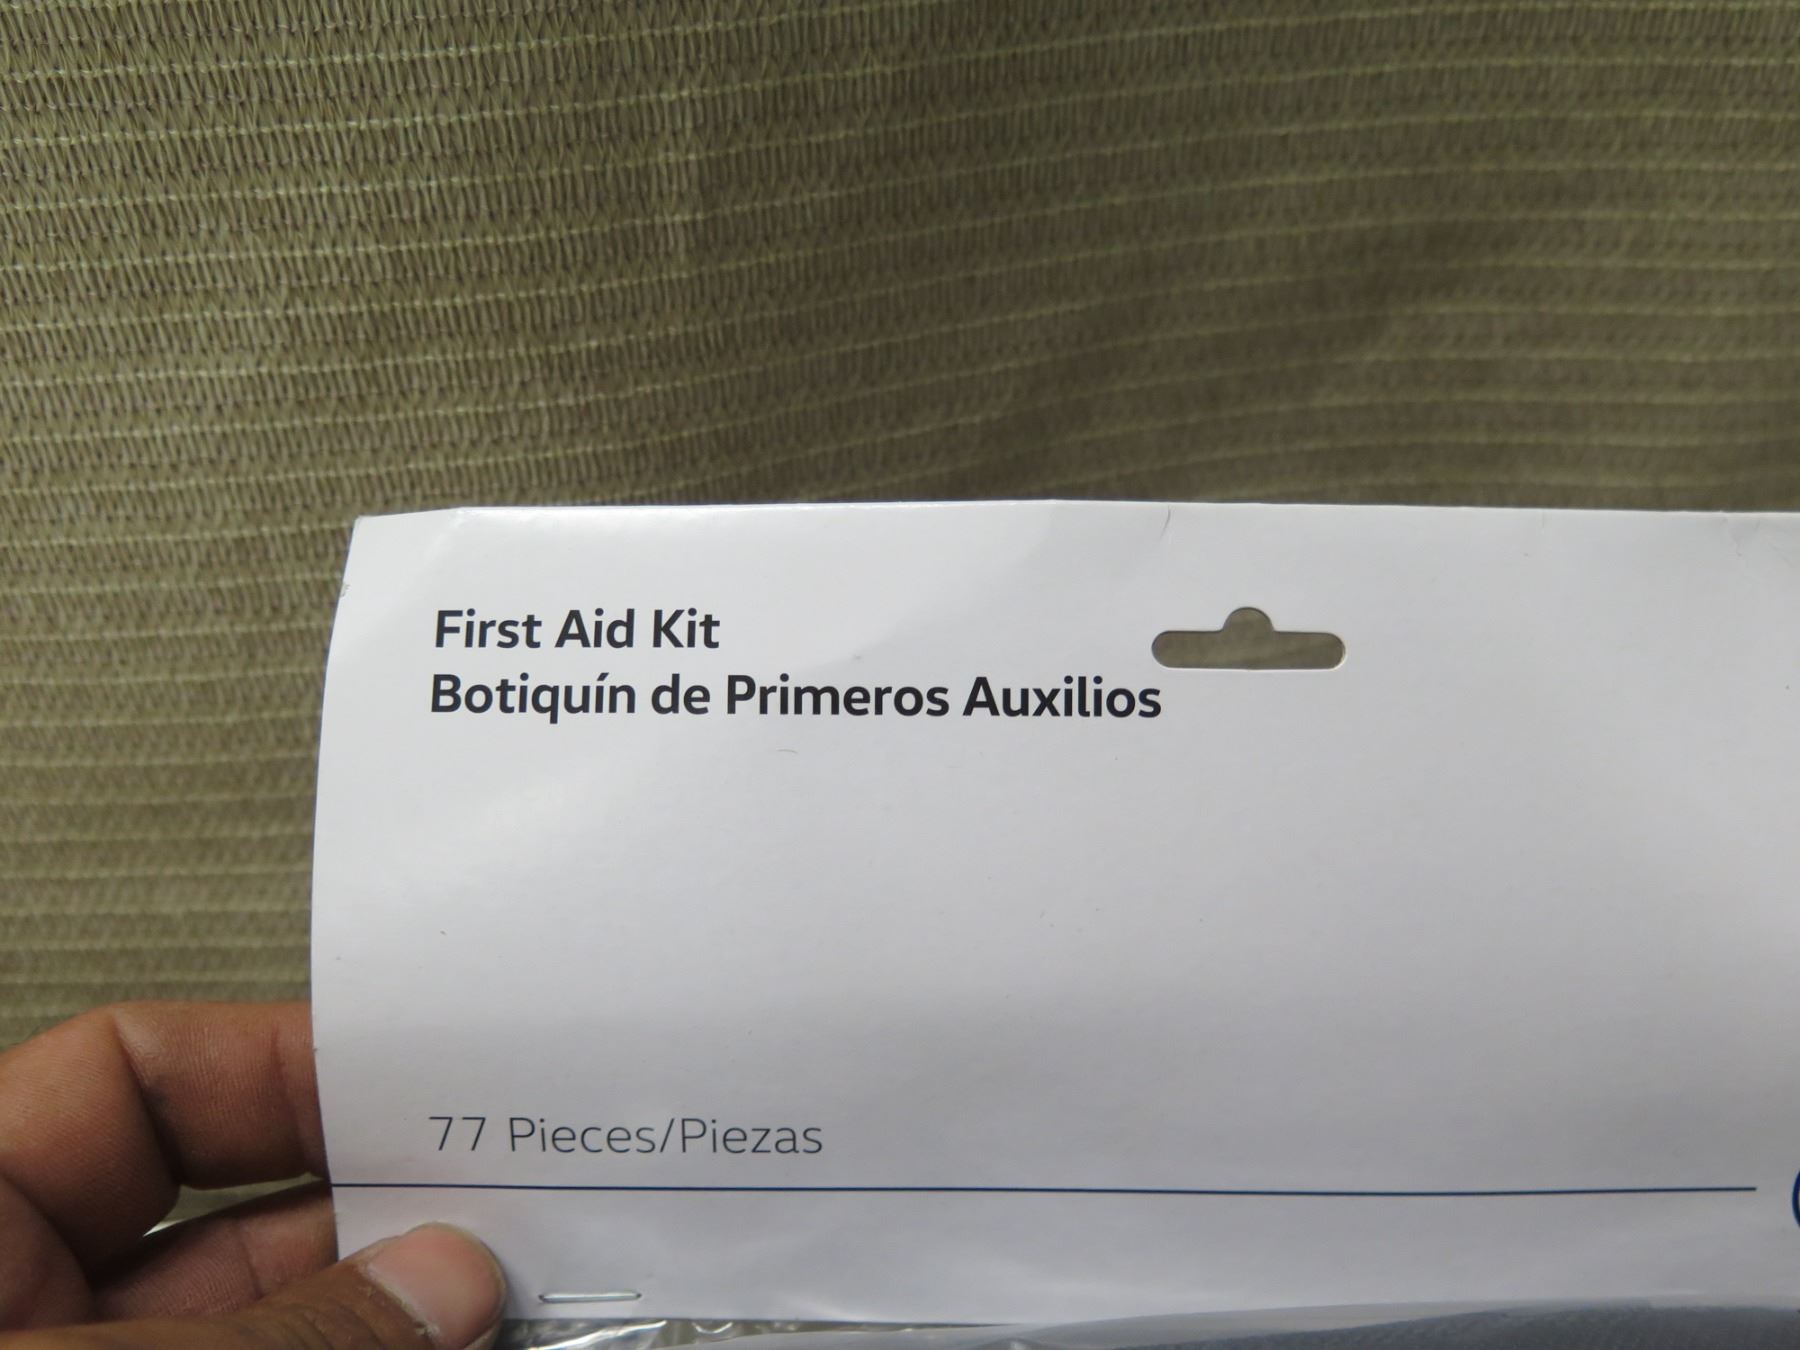 First Aid Kit
Botiquín de Primeros Auxilios
77 Pieces/Piezas